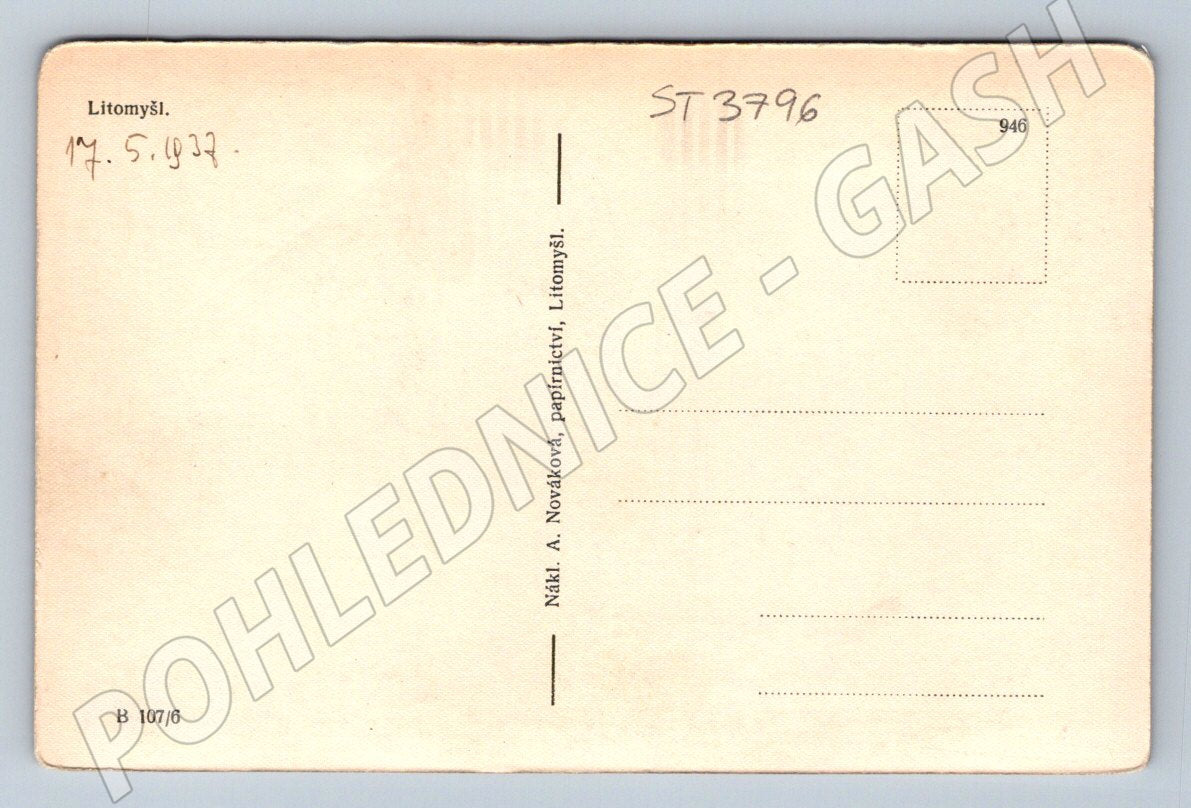 Litomyšl.
17. 5. 1937.
ST 3796
946
Nákl. A. Nováková, papírnictví, Litomyšl.
B 107/6
POHLEDNICE - GASH